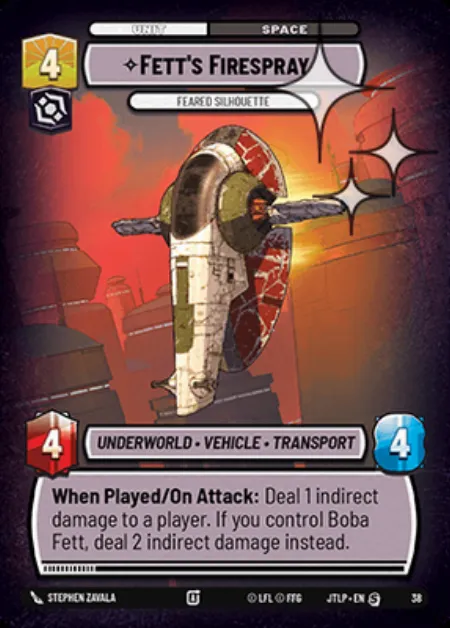 UNIT
SPACE
4
FETT'S FIRESPRAY
FEARED SILHOUETTE
4
UNDERWORLD • VEHICLE • TRANSPORT
4
When Played/On Attack: Deal 1 indirect
damage to a player. If you control Boba
Fett, deal 2 indirect damage instead.
STEPHEN ZAVALA
© LFL © FFG
JTLP • EN
S
38